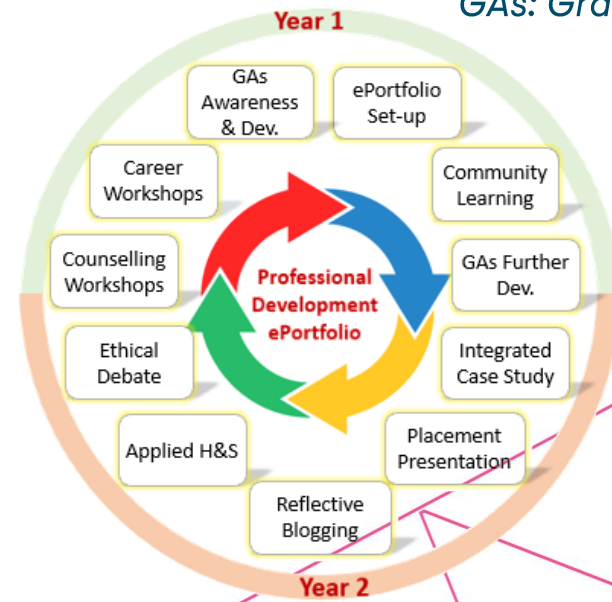 GAs: Gra
Year 1
GAs
Awareness
& Dev.
ePortfolio
Set-up
Career
Workshops
Community
Learning
Counselling
Workshops
Professional
Development
ePortfolio
GAs Further
Dev.
Ethical
Debate
Integrated
Case Study
Applied H&S
Placement
Presentation
Reflective
Blogging
Year 2